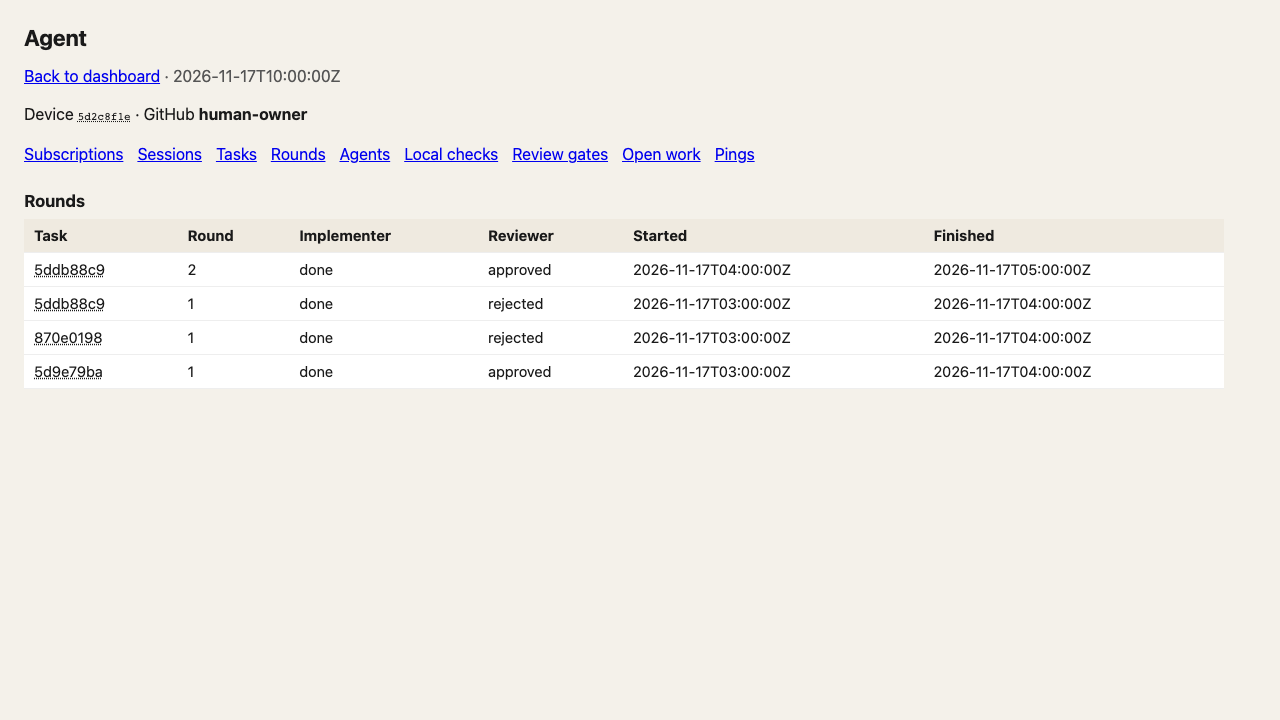 Agent
Back to dashboard · 2026-11-17T10:00:00Z
Device 5d2c8f1e · GitHub human-owner
Subscriptions Sessions Tasks Rounds Agents Local checks Review gates Open work Pings
Rounds
Task Round Implementer Reviewer Started Finished
5ddb88c9 2 done approved 2026-11-17T04:00:00Z 2026-11-17T05:00:00Z
5ddb88c9 1 done rejected 2026-11-17T03:00:00Z 2026-11-17T04:00:00Z
870e0198 1 done rejected 2026-11-17T03:00:00Z 2026-11-17T04:00:00Z
5d9e79ba 1 done approved 2026-11-17T03:00:00Z 2026-11-17T04:00:00Z